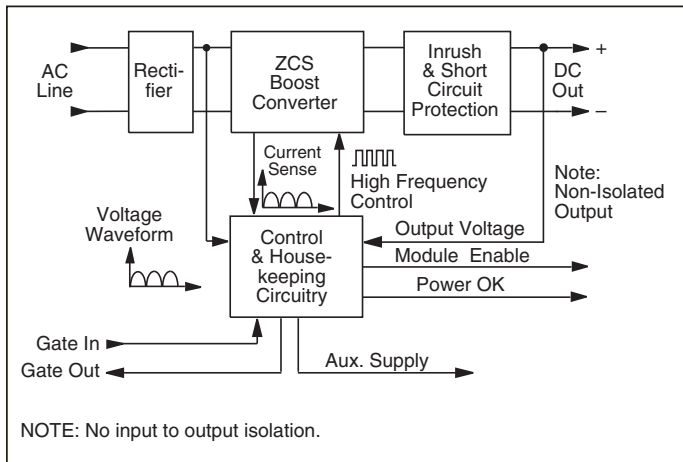 AC
Line
Recti-
fier
ZCS
Boost
Converter
Inrush
& Short
Circuit
Protection
+
DC
Out
–
Current
Sense
High Frequency
Control
Note:
Non-Isolated
Output
Voltage
Waveform
Control
& House-
keeping
Circuitry
Output Voltage
Module Enable
Power OK
Gate In
Gate Out
Aux. Supply
NOTE: No input to output isolation.